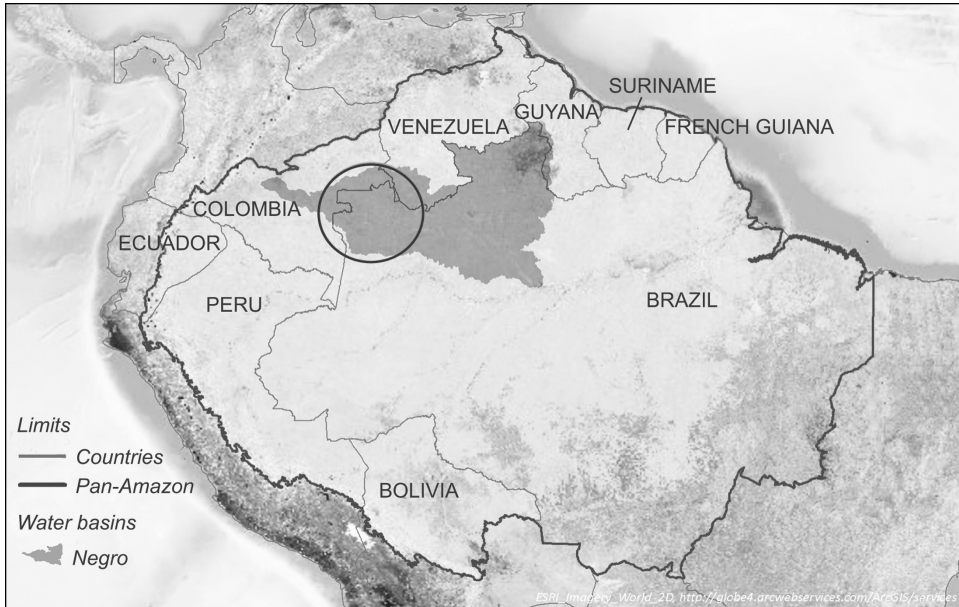 SURINAME
GUYANA
VENEZUELA
FRENCH GUIANA
COLOMBIA
ECUADOR
PERU
BRAZIL
BOLIVIA
Limits
Countries
Pan-Amazon
Water basins
Negro
ESRI_Imagery_World_2D, http://globe4.arcwebservices.com/ArcGIS/services